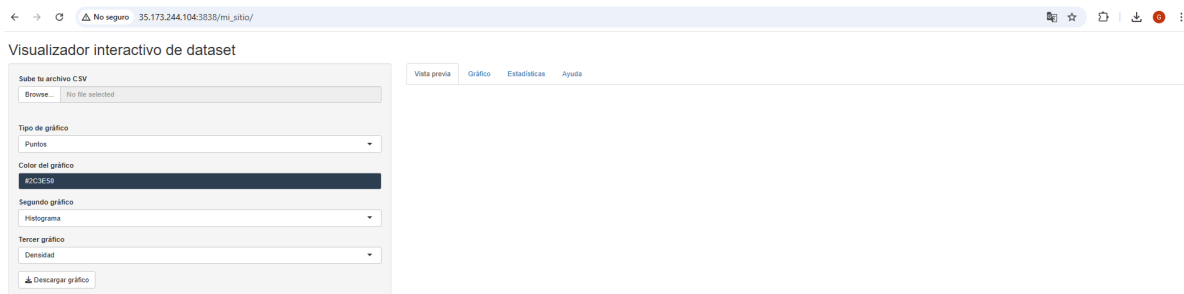 No seguro 35.173.244.104:3838/mi_sitio/
G
Visualizador interactivo de dataset
Sube tu archivo CSV
Browse... No file selected
Tipo de gráfico
Puntos
Color del gráfico
#2C3E50
Segundo gráfico
Histograma
Tercer gráfico
Densidad
Descargar gráfico
Vista previa Gráfico Estadísticas Ayuda